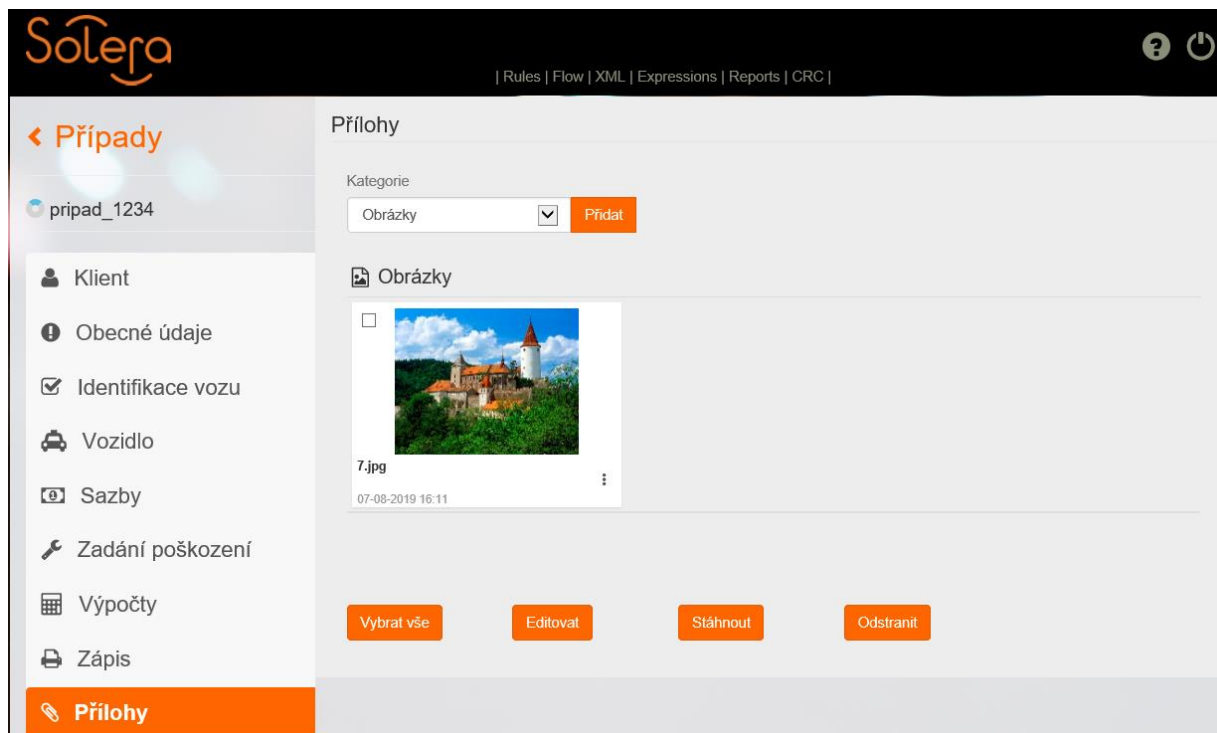 Solera
| Rules | Flow | XML | Expressions | Reports | CRC |
Případy
pripad_1234
Klient
Obecné údaje
Identifikace vozu
Vozidlo
Sazby
Zadání poškození
Výpočty
Zápis
Přílohy
Přílohy
Kategorie
Obrázky
Přidat
Obrázky
7.jpg
07-08-2019 16:11
Vybrat vše
Editovat
Stáhnout
Odstranit